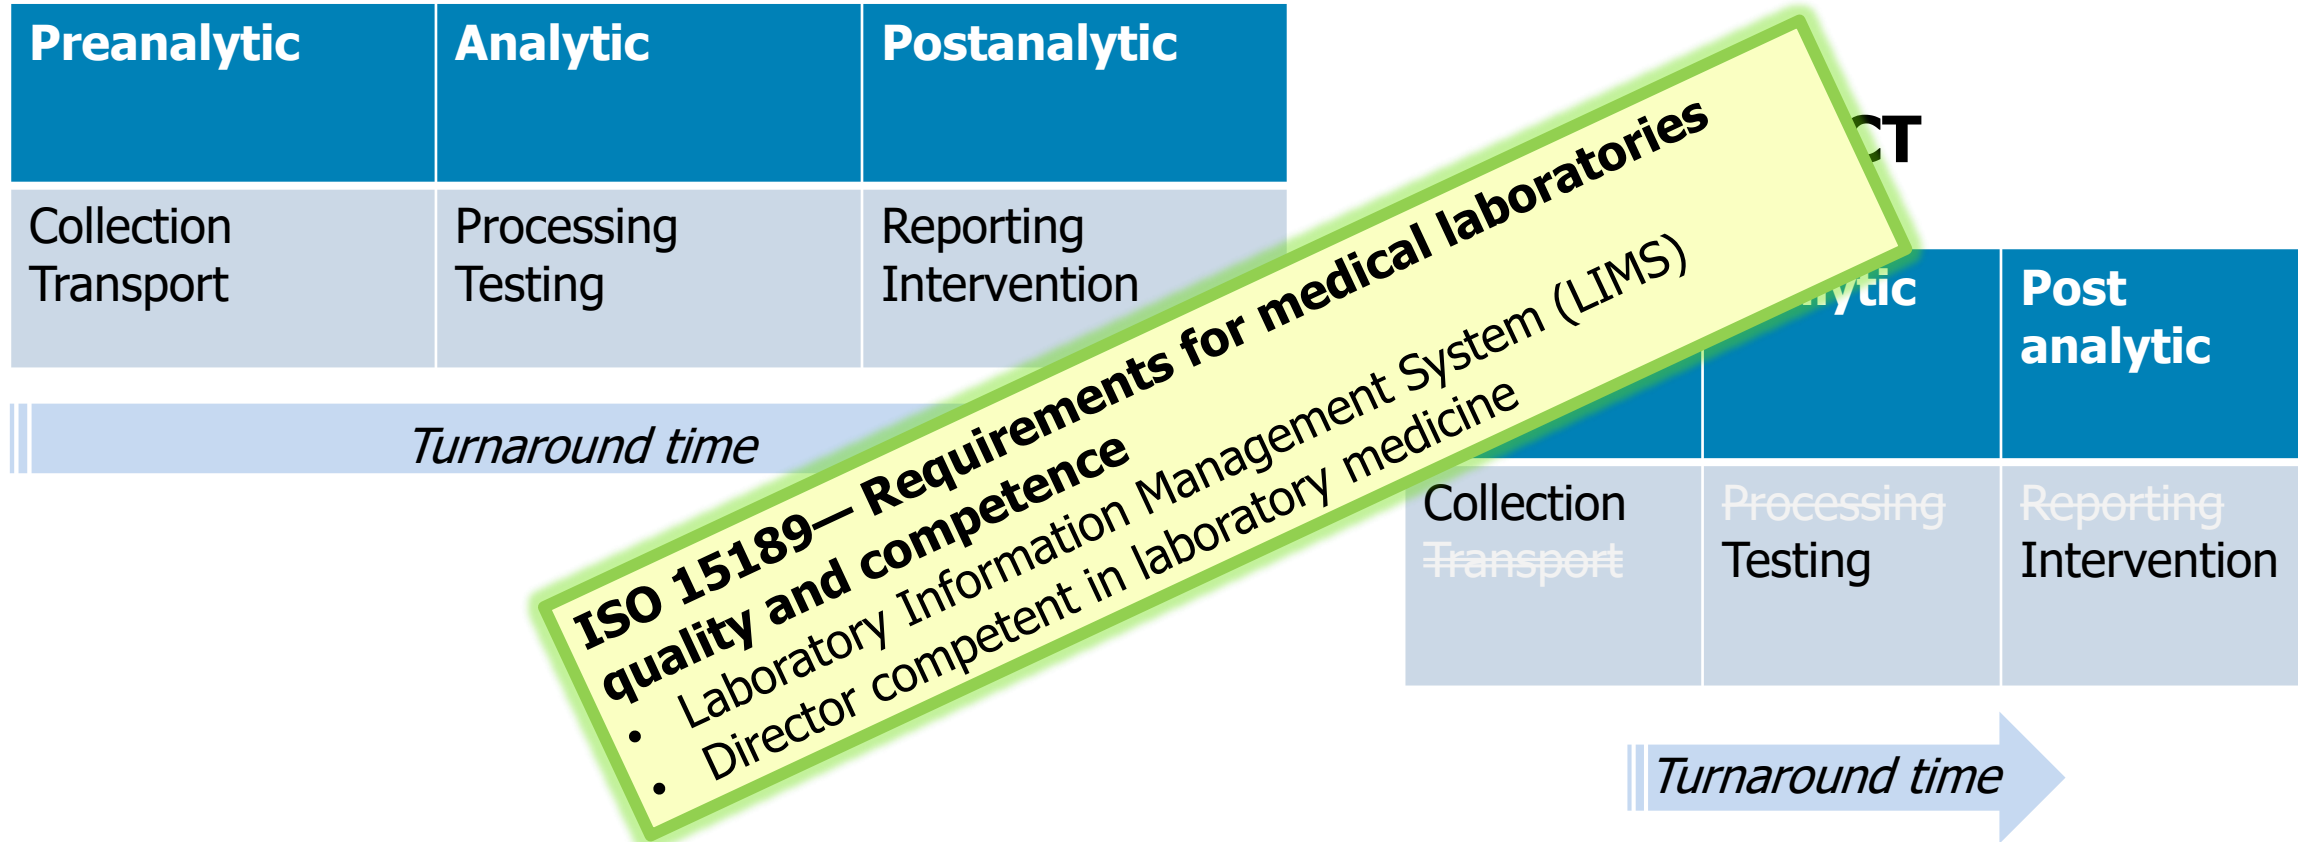 Preanalytic
Analytic
Postanalytic
Collection
Transport
Processing
Testing
Reporting
Intervention
Turnaround time
ISO 15189— Requirements for medical laboratories
quality and competence
• Laboratory Information Management System (LIMS)
• Director competent in laboratory medicine
CT
lytic
Post
analytic
Collection
Transport
Processing
Testing
Reporting
Intervention
Turnaround time